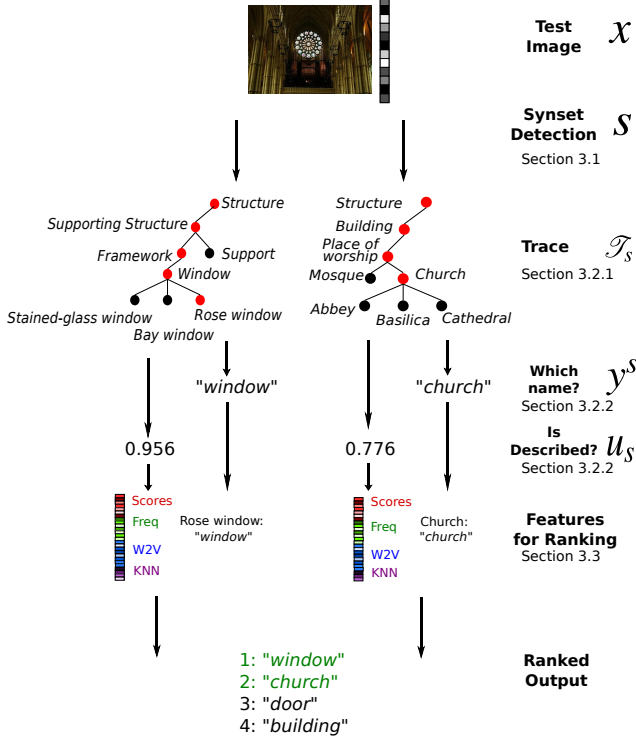 Test
Image
x
Synset
Detection
s
Section 3.1
Structure
Supporting Structure
Framework
Support
Window
Stained-glass window
Rose window
Bay window
Structure
Building
Place of
worship
Mosque
Church
Abbey
Basilica
Cathedral
Trace
𝒯s
Section 3.2.1
"window"
"church"
Which
name?
yˢ
Section 3.2.2
0.956
0.776
Is
Described?
uₛ
Section 3.2.2
Scores
Freq
W2V
KNN
Rose window:
"window"
Scores
Freq
W2V
KNN
Church:
"church"
Features
for Ranking
Section 3.3
1: "window"
2: "church"
3: "door"
4: "building"
Ranked
Output